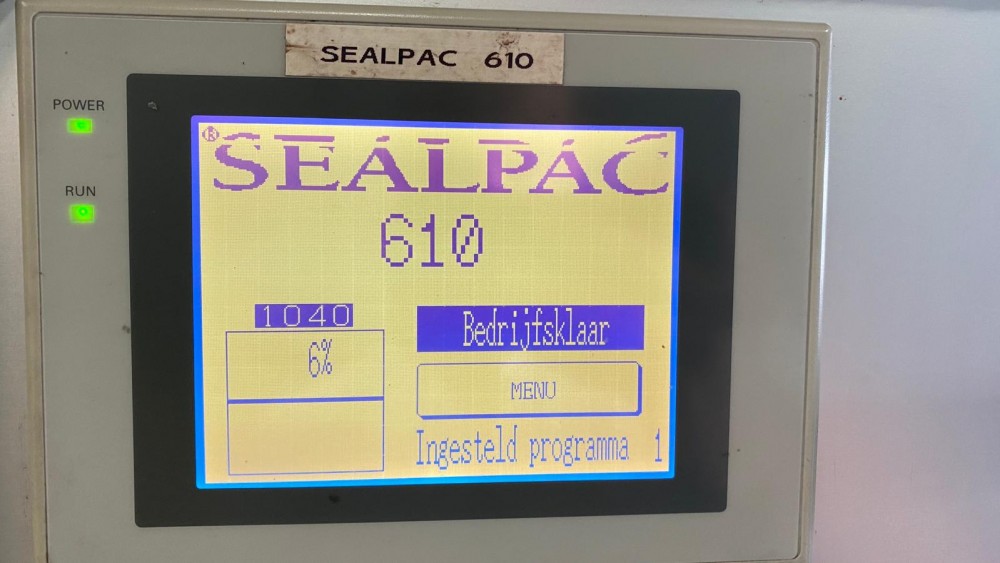 SEALPAC 610
POWER
RUN
® SEALPAC
610
1040
6%
Bedrijfsklaar
MENU
Ingesteld programma 1